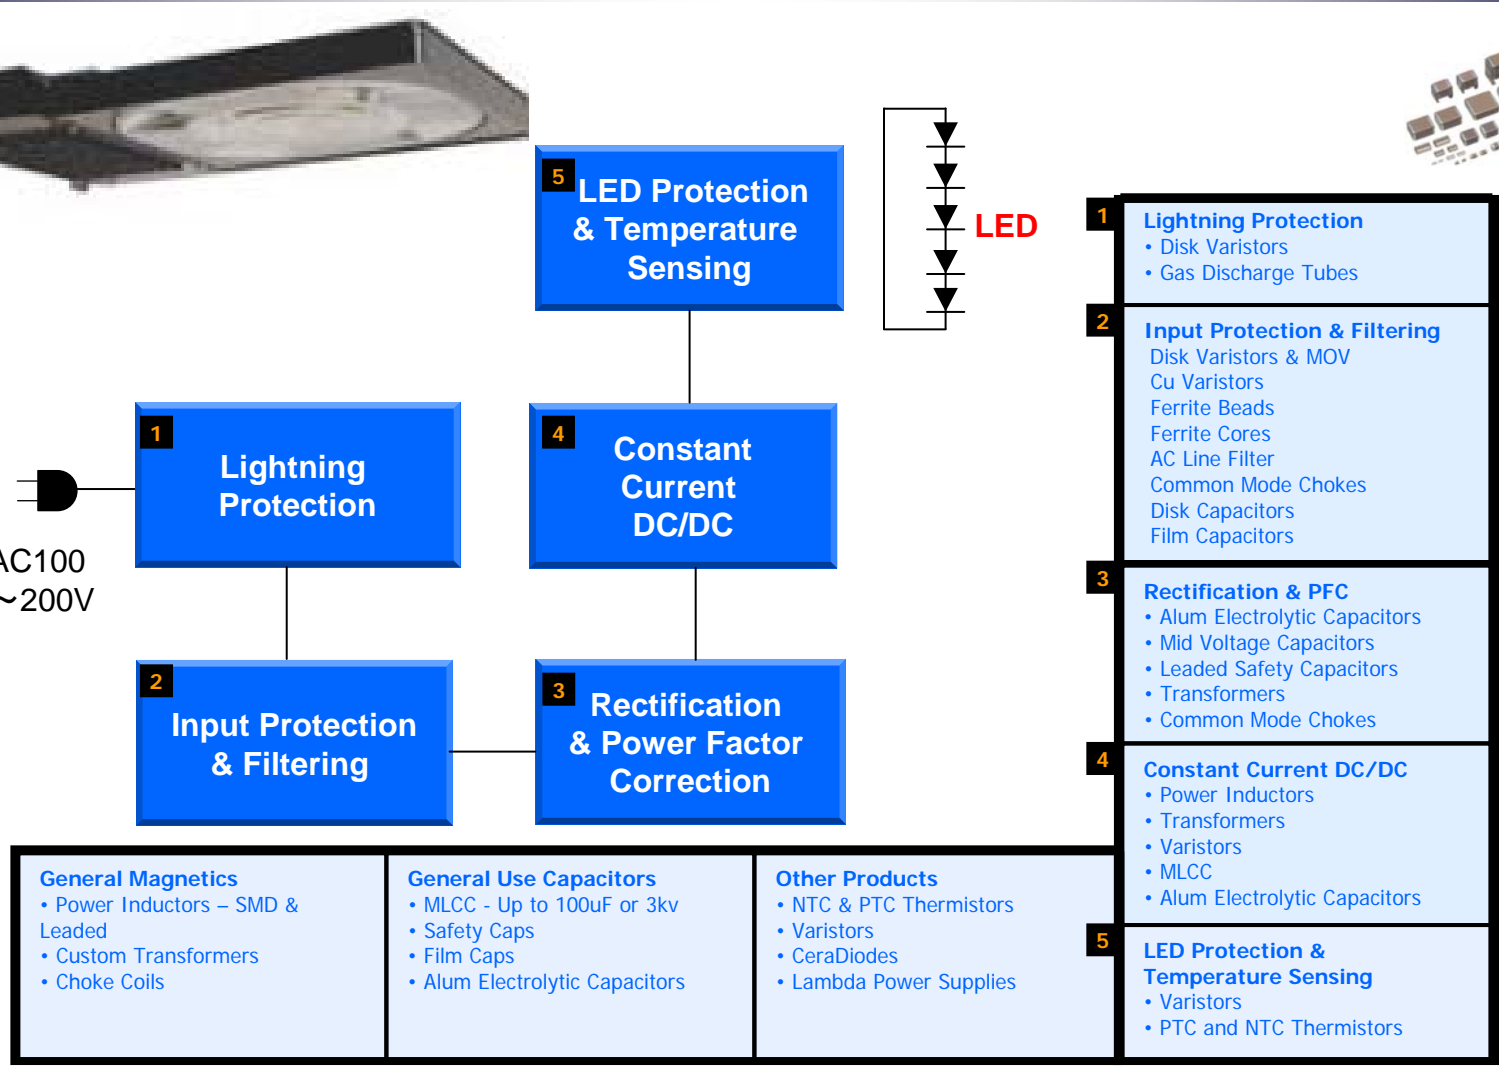 5
LED Protection
& Temperature
Sensing
LED
1
Lightning
Protection
4
Constant
Current
DC/DC
AC100
~200V
2
Input Protection
& Filtering
3
Rectification
& Power Factor
Correction
1
Lightning Protection
• Disk Varistors
• Gas Discharge Tubes
2
Input Protection & Filtering
Disk Varistors & MOV
Cu Varistors
Ferrite Beads
Ferrite Cores
AC Line Filter
Common Mode Chokes
Disk Capacitors
Film Capacitors
3
Rectification & PFC
• Alum Electrolytic Capacitors
• Mid Voltage Capacitors
• Leaded Safety Capacitors
• Transformers
• Common Mode Chokes
4
Constant Current DC/DC
• Power Inductors
• Transformers
• Varistors
• MLCC
• Alum Electrolytic Capacitors
5
LED Protection &
Temperature Sensing
• Varistors
• PTC and NTC Thermistors
General Magnetics
• Power Inductors – SMD &
Leaded
• Custom Transformers
• Choke Coils
General Use Capacitors
• MLCC - Up to 100uF or 3kv
• Safety Caps
• Film Caps
• Alum Electrolytic Capacitors
Other Products
• NTC & PTC Thermistors
• Varistors
• CeraDiodes
• Lambda Power Supplies